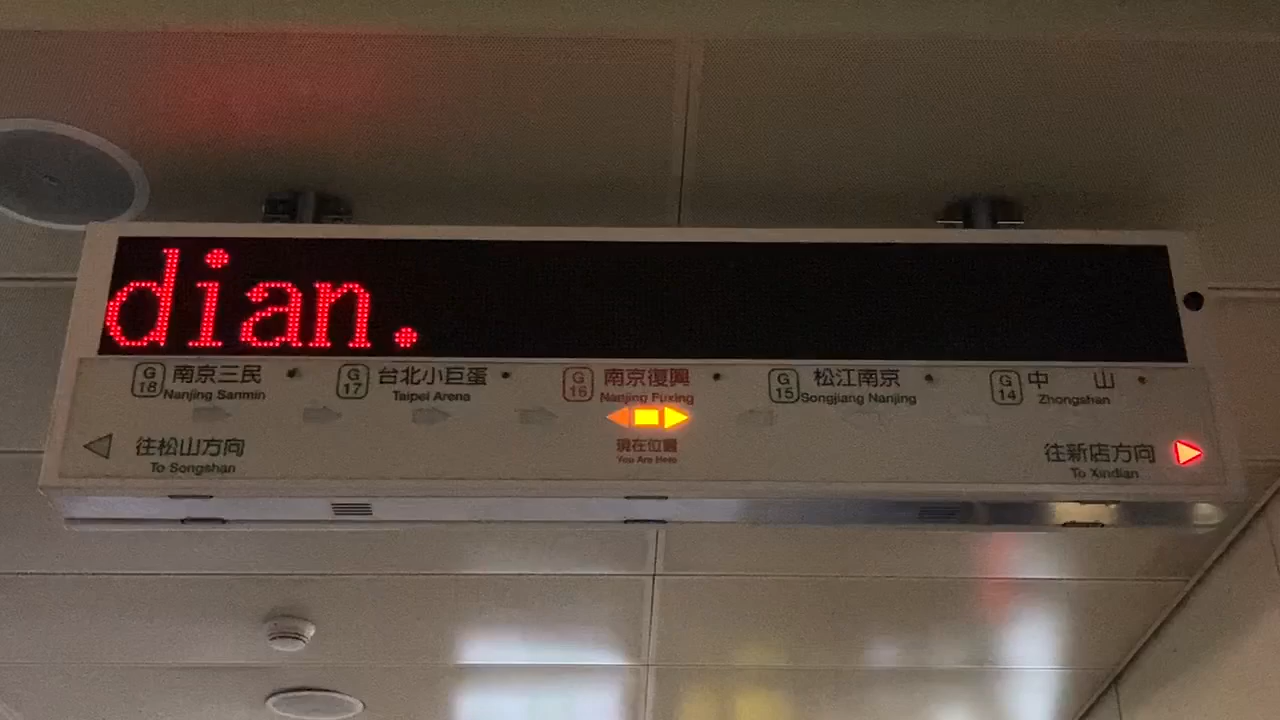 dian.
G18 南京三民 Nanjing Sanmin
G17 台北小巨蛋 Taipei Arena
G16 南京復興 Nanjing Fuxing
G15 松江南京 Songjiang Nanjing
G14 中山 Zhongshan
往松山方向
To Songshan
現在位置
You Are Here
往新店方向
To Xindian